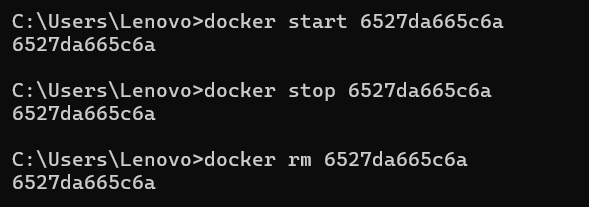 C:\Users\Lenovo>docker start 6527da665c6a
6527da665c6a
C:\Users\Lenovo>docker stop 6527da665c6a
6527da665c6a
C:\Users\Lenovo>docker rm 6527da665c6a
6527da665c6a